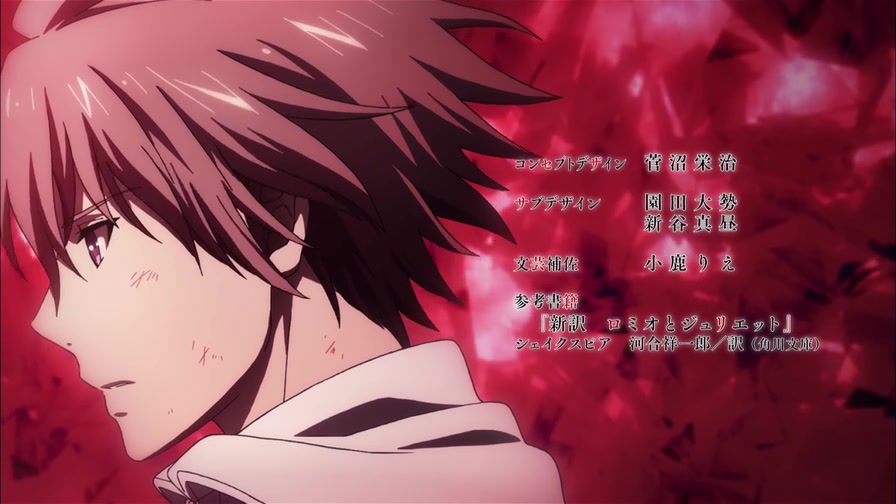 コンセプトデザイン　菅沼栄治
サブデザイン　園田大勢
新谷真昼
文芸補佐　小鹿りえ
参考書籍
『新訳　ロミオとジュリエット』
シェイクスピア　河合祥一郎／訳（角川文庫）